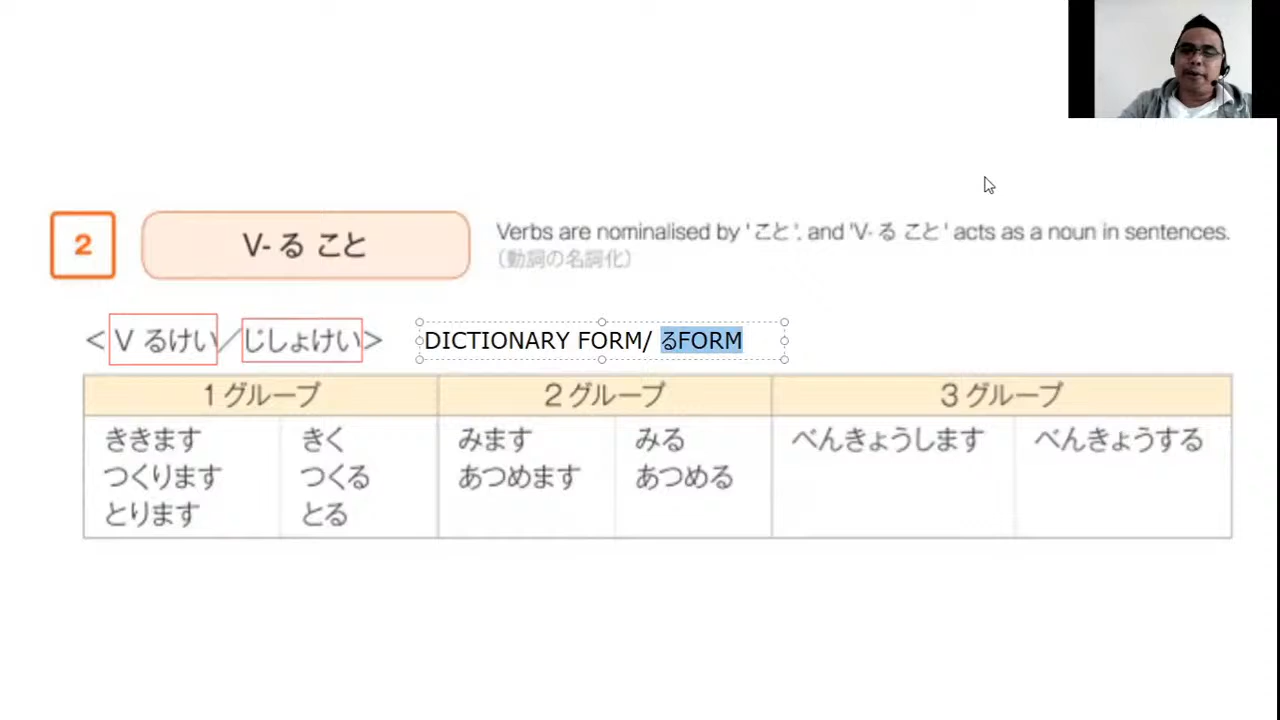 2
V- る こと
Verbs are nominalised by ' こと ', and 'V- る こと ' acts as a noun in sentences.
（動詞の名詞化）
＜ V るけい／じしょけい＞
DICTIONARY FORM/ るFORM
1 グループ 2 グループ 3 グループ
ききます きく みます みる べんきょうします べんきょうする
つくります つくる あつめます あつめる
とります とる